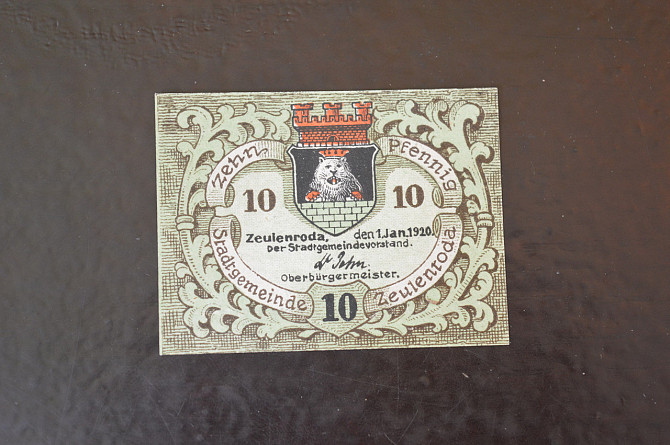 Zehn Pfennig
10 10
Zeulenroda, den 1. Jan. 1920.
Der Stadtgemeindevorstand.
Oberbürgermeister.
Stadtgemeinde Zeulenroda
10